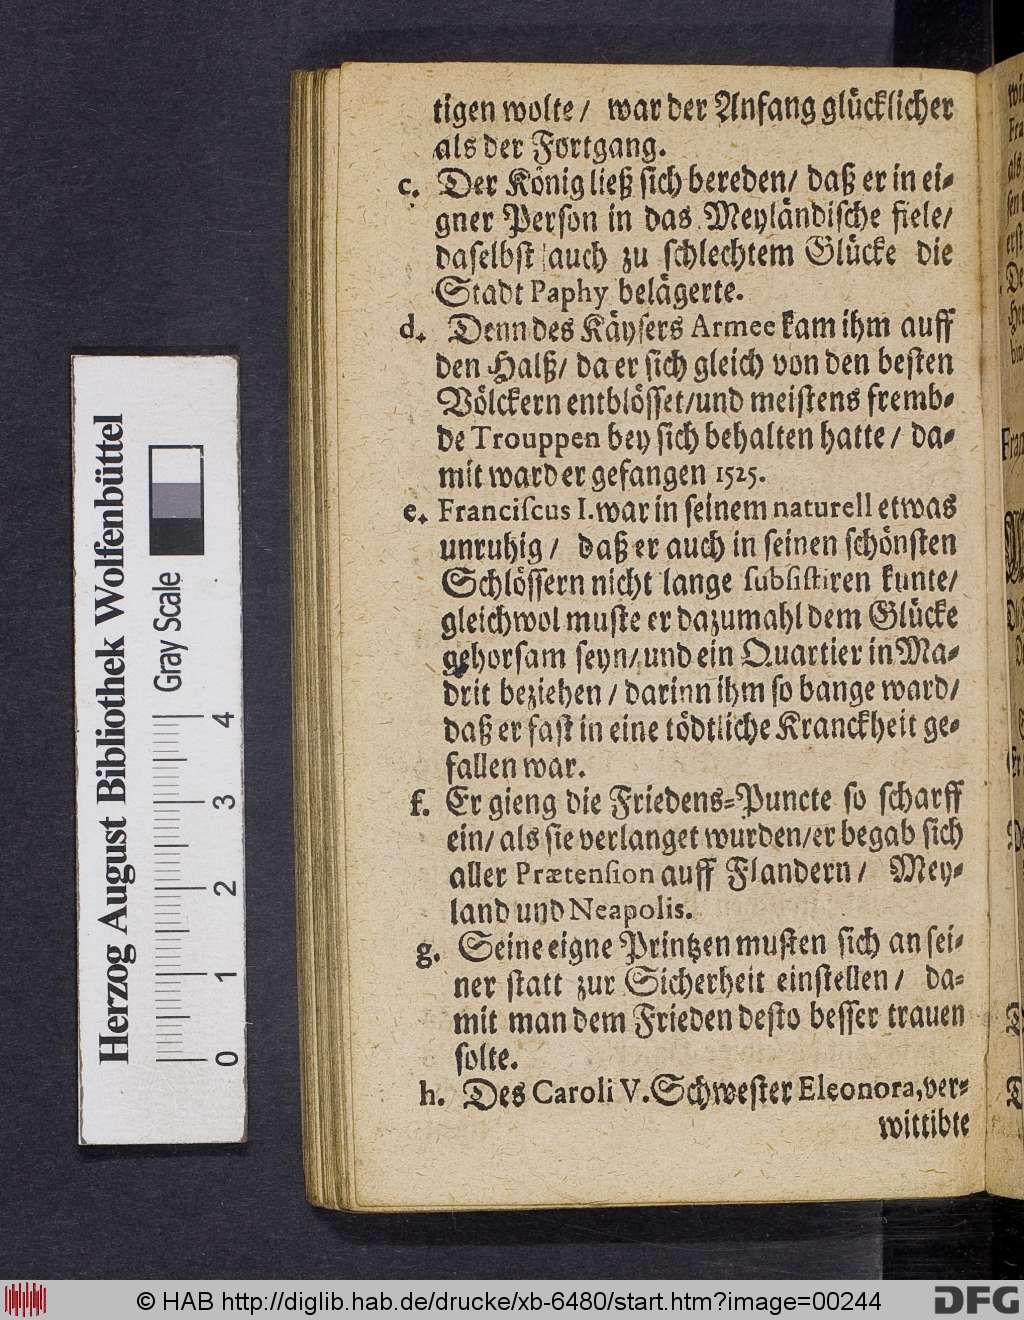 tigen wolte / war der Anfang glücklicher
als der Fortgang.
c. Der König ließ sich bereden/ daß er in ei-
gner Person in das Meyländische fiele/
daselbst auch zu schlechtem Glücke die
Stadt Paphy belägerte.
d. Denn des Käysers Armee kam ihm auff
den Halß/ da er sich gleich von den besten
Völckern entblösset/und meistens fremb-
de Trouppen bey sich behalten hatte / da-
mit ward er gefangen 1525.
e. Franciſcus I. war in seinem naturell etwas
unruhig / daß er auch in seinen schönsten
Schlössern nicht lange ſubſiſtiren kunte/
gleichwol muste er dazumahl dem Glücke
gehorsam seyn/ und ein Quartier in Ma-
drit beziehen / darinn ihm so bange ward/
daß er fast in eine tödtliche Kranckheit ge-
fallen war.
f. Er gieng die Friedens-Puncte so scharff
ein/ als sie verlanget wurden/er begab sich
aller Prætenſion auff Flandern / Mey-
land und Neapolis.
g. Seine eigne Printzen musten sich an sei-
ner statt zur Sicherheit einstellen / da-
mit man dem Frieden desto besser trauen
solte.
h. Des Caroli V. Schwester Eleonora, ver-
wittibte
Herzog August Bibliothek Wolfenbüttel
Gray Scale
0 1 2 3 4
© HAB http://diglib.hab.de/drucke/xb-6480/start.htm?image=00244
DFG